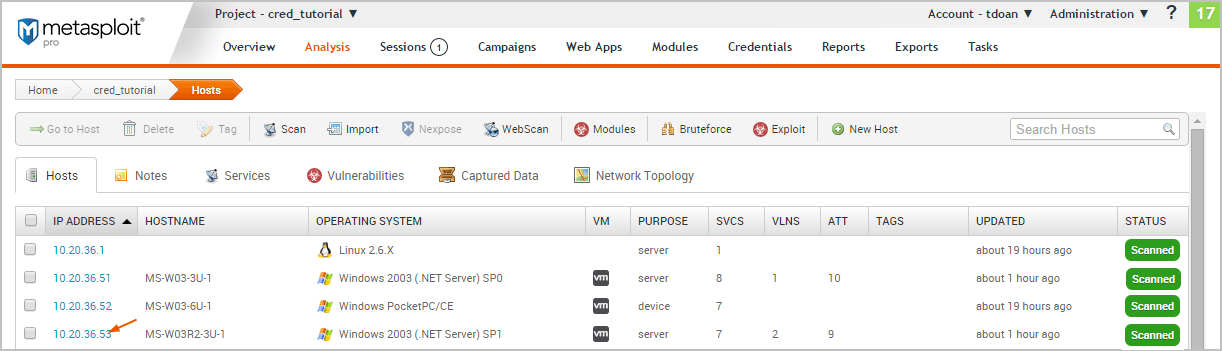 metasploit® pro
Project - cred_tutorial ▼ Account - tdoan ▼ Administration ▼ ? 17
Overview Analysis Sessions 1 Campaigns Web Apps Modules Credentials Reports Exports Tasks
Home cred_tutorial Hosts
Go to Host Delete Tag Scan Import Nexpose WebScan Modules Bruteforce Exploit New Host Search Hosts
Hosts Notes Services Vulnerabilities Captured Data Network Topology
IP ADDRESS HOSTNAME OPERATING SYSTEM VM PURPOSE SVCS VLNS ATT TAGS UPDATED STATUS
10.20.36.1 Linux 2.6.X server 1 about 19 hours ago Scanned
10.20.36.51 MS-W03-3U-1 Windows 2003 (.NET Server) SP0 vm server 8 1 10 about 1 hour ago Scanned
10.20.36.52 MS-W03-6U-1 Windows PocketPC/CE vm device 7 about 19 hours ago Scanned
10.20.36.53 MS-W03R2-3U-1 Windows 2003 (.NET Server) SP1 vm server 7 2 9 about 1 hour ago Scanned